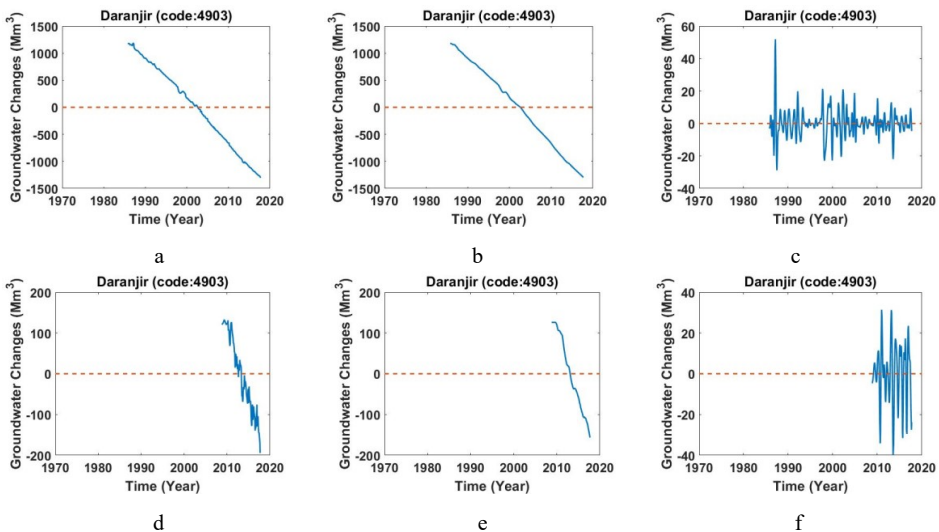 Daranjir (code:4903)
Groundwater Changes (Mm³)
1500
1000
500
0
-500
-1000
-1500
1970 1980 1990 2000 2010 2020
Time (Year)
a
Daranjir (code:4903)
Groundwater Changes (Mm³)
1500
1000
500
0
-500
-1000
-1500
1970 1980 1990 2000 2010 2020
Time (Year)
b
Daranjir (code:4903)
Groundwater Changes (Mm³)
60
40
20
0
-20
-40
1970 1980 1990 2000 2010 2020
Time (Year)
c
Daranjir (code:4903)
Groundwater Changes (Mm³)
200
100
0
-100
-200
1970 1980 1990 2000 2010 2020
Time (Year)
d
Daranjir (code:4903)
Groundwater Changes (Mm³)
200
100
0
-100
-200
1970 1980 1990 2000 2010 2020
Time (Year)
e
Daranjir (code:4903)
Groundwater Changes (Mm³)
40
20
0
-20
-40
1970 1980 1990 2000 2010 2020
Time (Year)
f